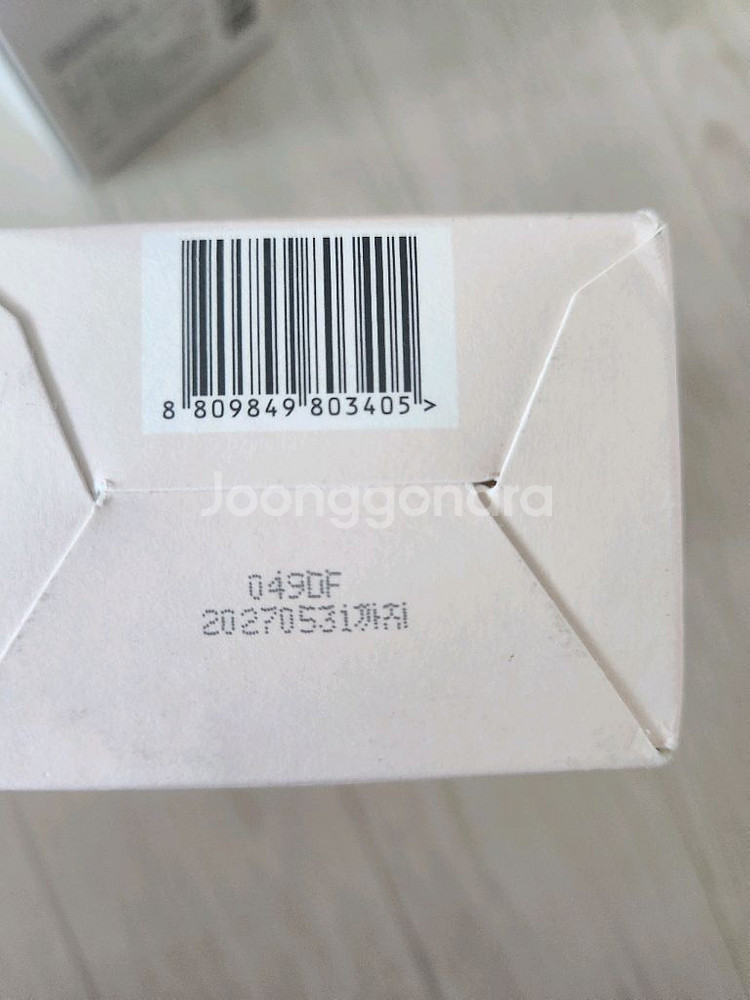 8 809849 803405 >
Joonggonara
049DF
20270531까지